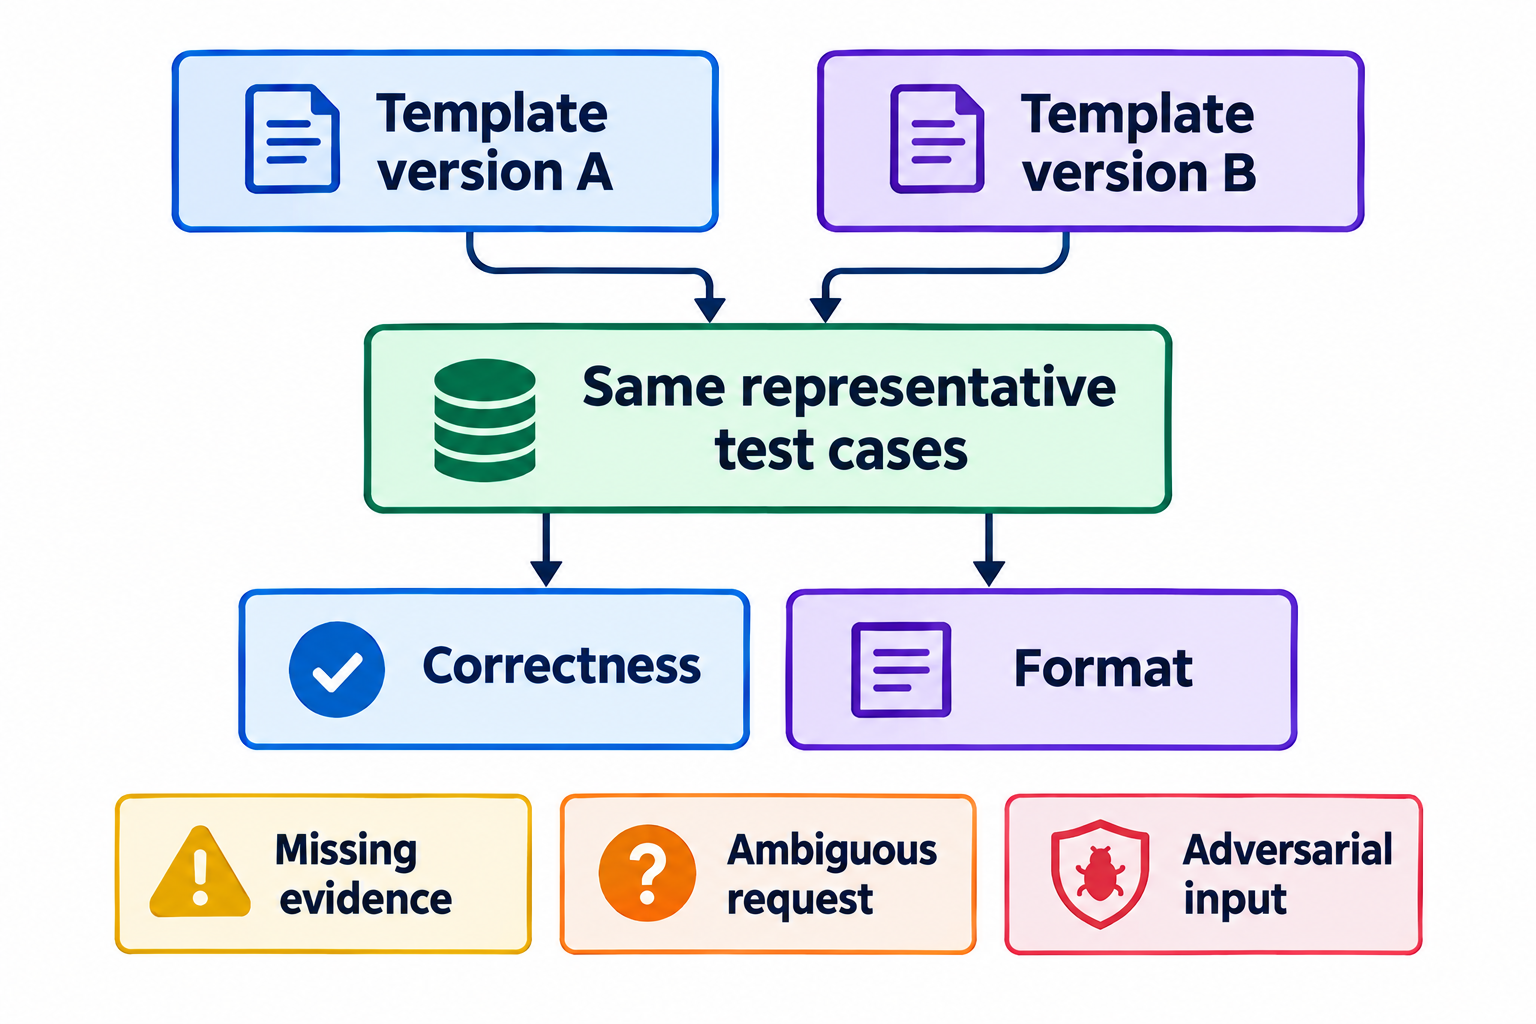 Template
version A
Template
version B
Same representative
test cases
Correctness
Format
Missing
evidence
Ambiguous
request
Adversarial
input